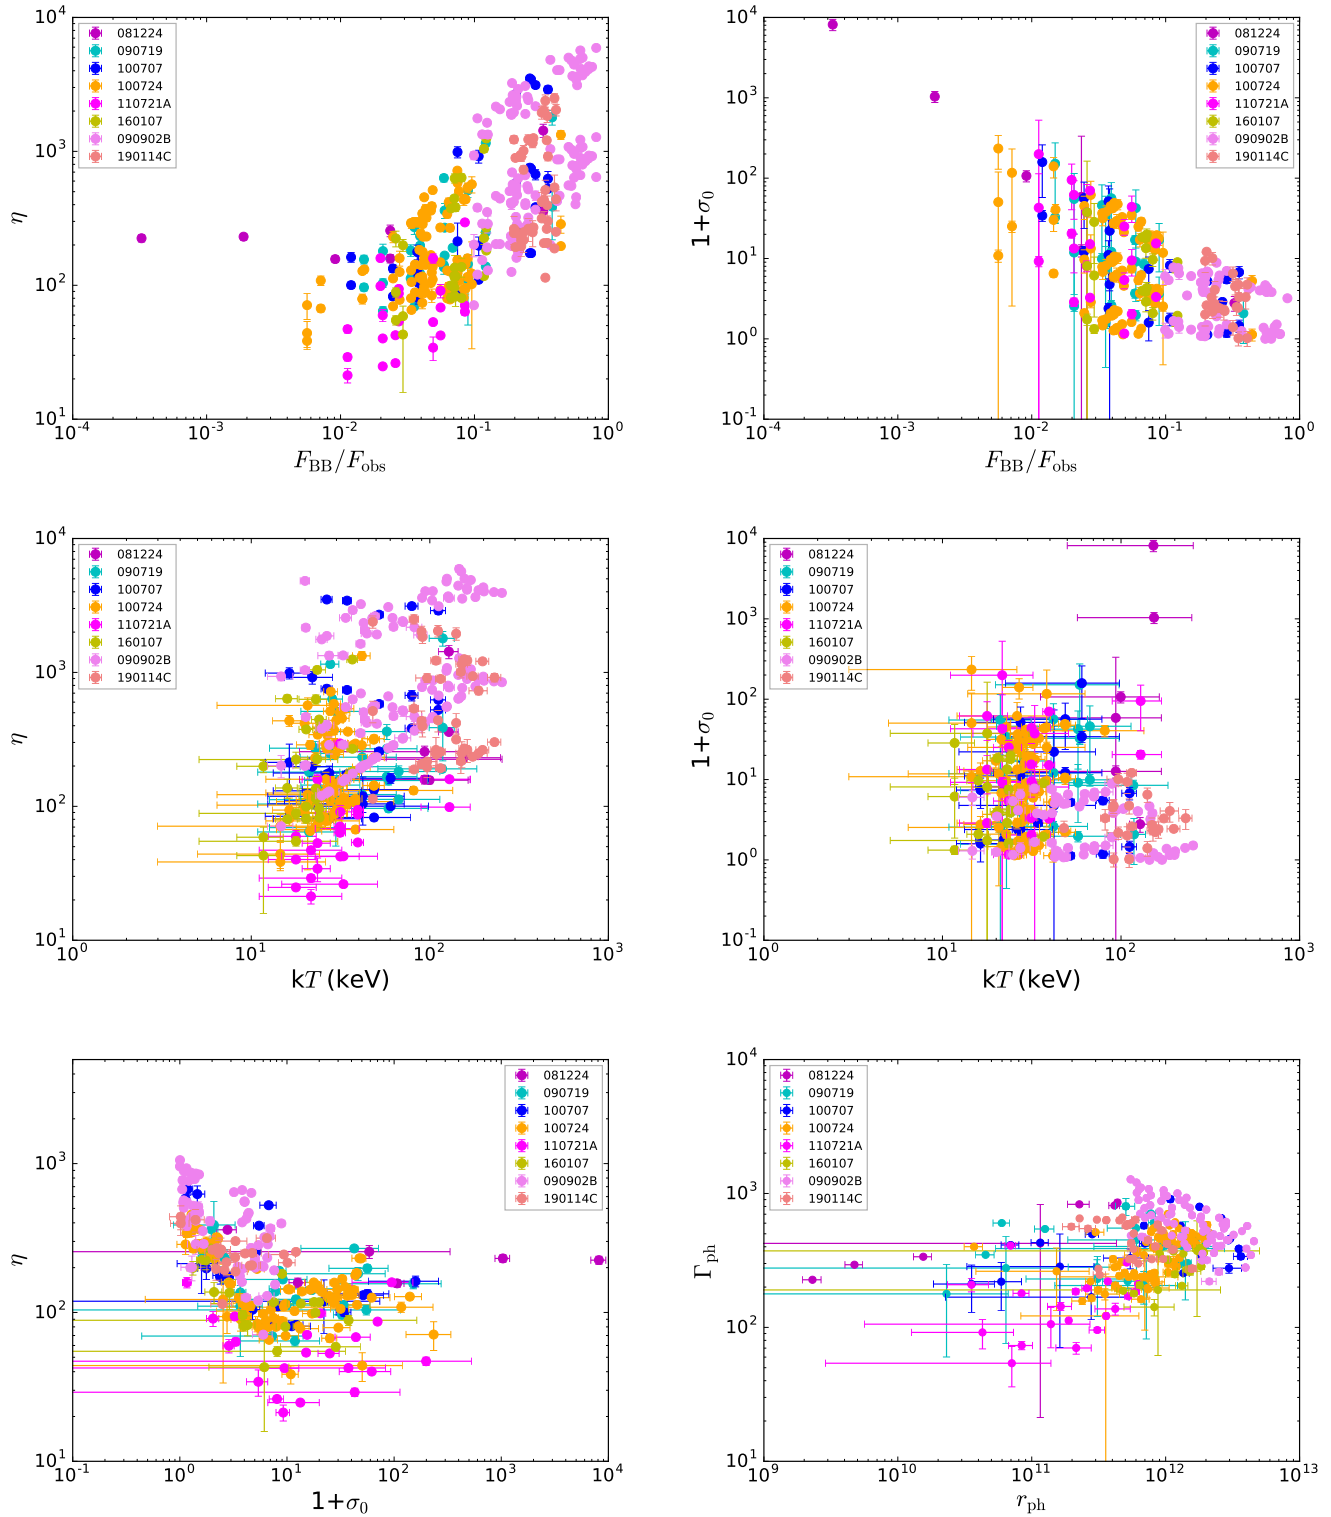 10^4
10^3
10^2
10^1
η
081224
090719
100707
100724
110721A
160107
090902B
190114C
10^-4 10^-3 10^-2 10^-1 10^0
F_BB/F_obs
10^4
10^3
10^2
10^1
10^0
10^-1
1+σ_0
081224
090719
100707
100724
110721A
160107
090902B
190114C
10^-4 10^-3 10^-2 10^-1 10^0
F_BB/F_obs
10^4
10^3
10^2
10^1
η
081224
090719
100707
100724
110721A
160107
090902B
190114C
10^0 10^1 10^2 10^3
kT (keV)
10^4
10^3
10^2
10^1
10^0
10^-1
1+σ_0
081224
090719
100707
100724
110721A
160107
090902B
190114C
10^0 10^1 10^2 10^3
kT (keV)
10^3
10^2
10^1
η
081224
090719
100707
100724
110721A
160107
090902B
190114C
10^-1 10^0 10^1 10^2 10^3 10^4
1+σ_0
10^4
10^3
10^2
10^1
Γ_ph
081224
090719
100707
100724
110721A
160107
090902B
190114C
10^9 10^10 10^11 10^12 10^13
r_ph